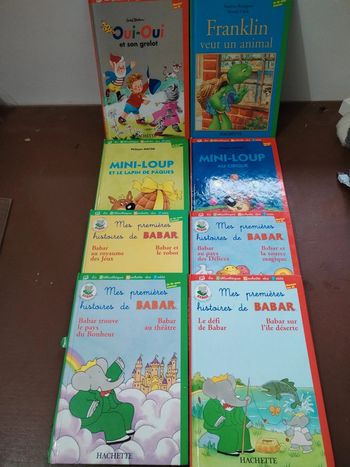 Enid Blyton
Oui-Oui
et son grelot
Franklin
veut un animal
HACHETTE
HACHETTE
MINI-LOUP
ET LE LAPIN DE PÂQUES
MINI-LOUP
AU CIRQUE
Mes premières
histoires de BABAR
Babar
au royaume
des Jeux
Babar et
le robot
Mes premières
histoires de BABAR
Babar
au pays
des Délices
Babar et
la source
magique
Mes premières
histoires de BABAR
Babar trouve
le pays
du Bonheur
Babar
au théâtre
HACHETTE
Mes premières
histoires de BABAR
Le défi
de Babar
Babar sur
l'île déserte
HACHETTE